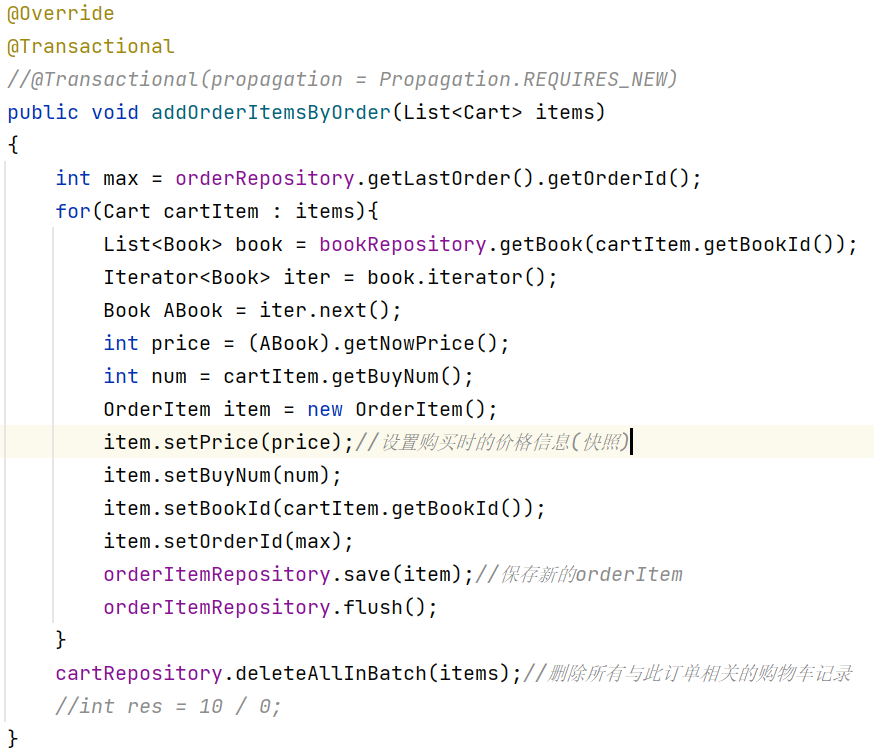 @Override
@Transactional
//@Transactional(propagation = Propagation.REQUIRES_NEW)
public void addOrderItemsByOrder(List<Cart> items)
{
    int max = orderRepository.getLastOrder().getOrderId();
    for(Cart cartItem : items){
        List<Book> book = bookRepository.getBook(cartItem.getBookId());
        Iterator<Book> iter = book.iterator();
        Book ABook = iter.next();
        int price = (ABook).getNowPrice();
        int num = cartItem.getBuyNum();
        OrderItem item = new OrderItem();
        item.setPrice(price);//设置购买时的价格信息(快照)
        item.setBuyNum(num);
        item.setBookId(cartItem.getBookId());
        item.setOrderId(max);
        orderItemRepository.save(item);//保存新的orderItem
        orderItemRepository.flush();
    }
    cartRepository.deleteAllInBatch(items);//删除所有与此订单相关的购物车记录
    //int res = 10 / 0;
}